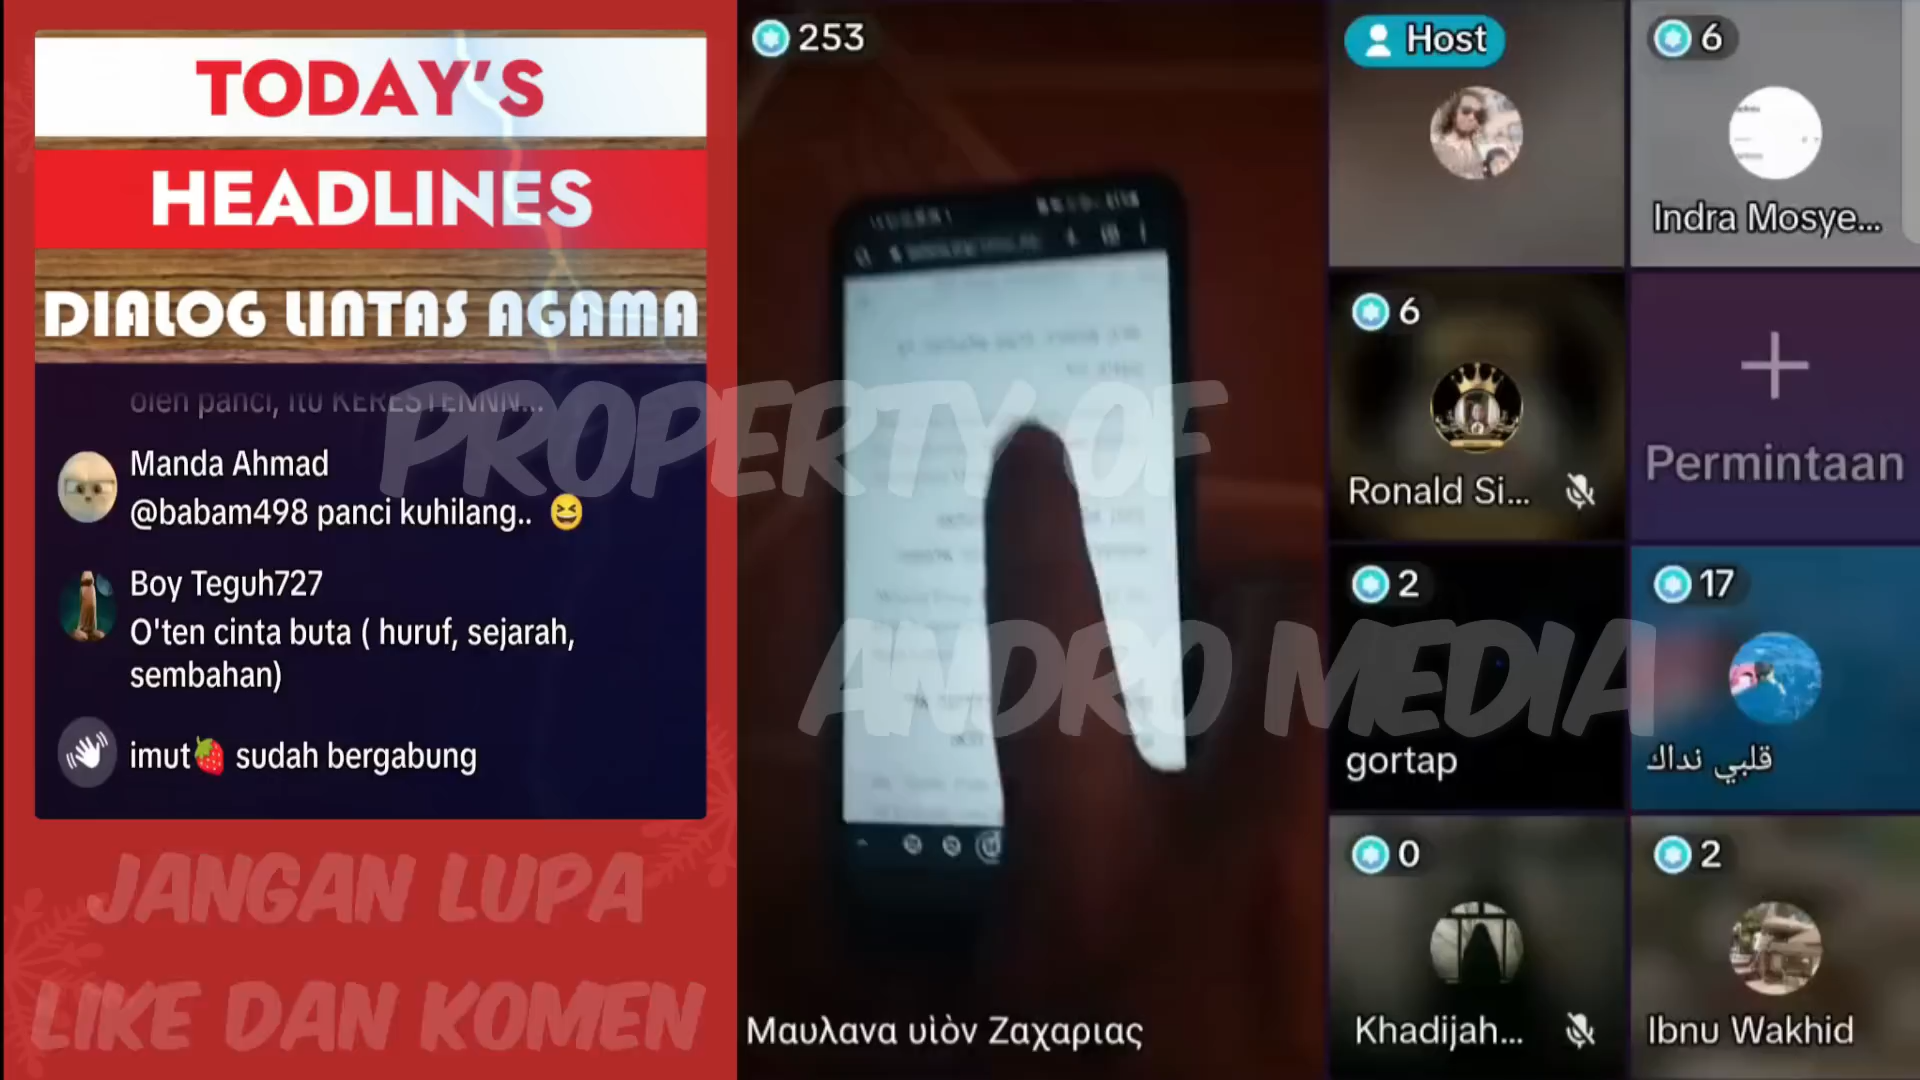 TODAY'S
HEADLINES
DIALOG LINTAS AGAMA
Manda Ahmad
@babam498 panci kuhilang.. 😆
Boy Teguh727
O'ten cinta buta ( huruf, sejarah,
sembahan)
imut🍓 sudah bergabung
JANGAN LUPA
LIKE DAN KOMEN
253
Μαυλανα υἱὸν Ζαχαριας
PROPERTY OF
ANDRO MEDIA
Host
6
Indra Mosye...
6
Ronald Si...
Permintaan
2
gortap
17
قلبي نداك
0
Khadijah...
2
Ibnu Wakhid